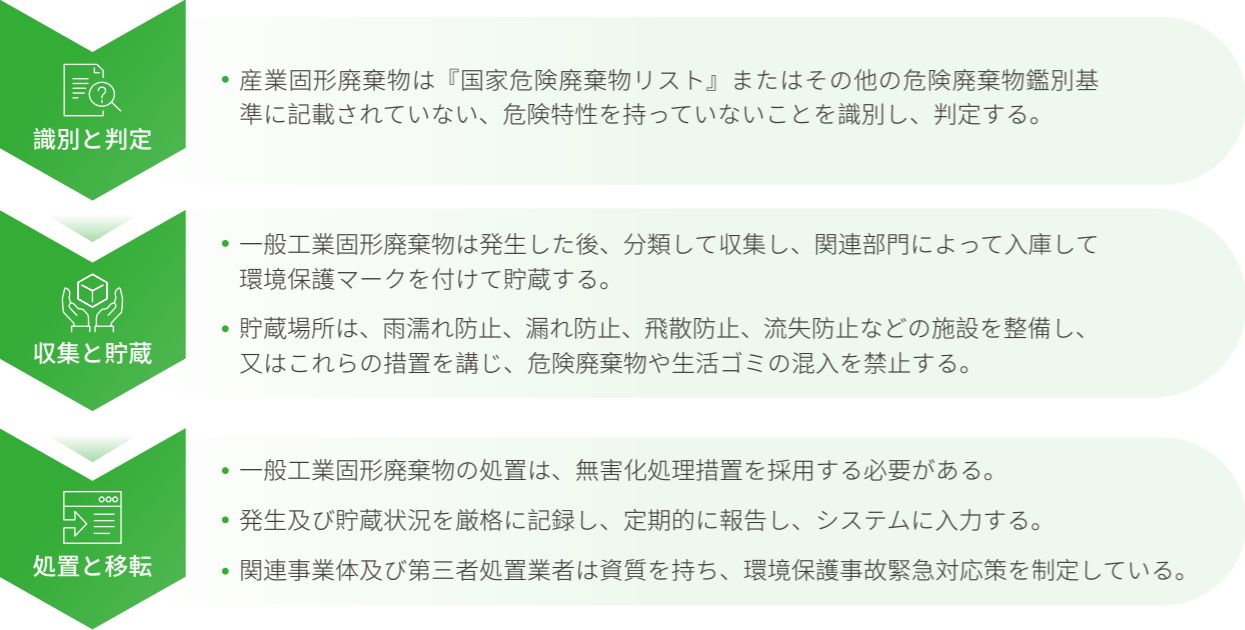 識別と判定
• 産業固形廃棄物は『国家危険廃棄物リスト』またはその他の危険廃棄物鑑別基
準に記載されていない、危険特性を持っていないことを識別し、判定する。
収集と貯蔵
• 一般工業固形廃棄物は発生した後、分類して収集し、関連部門によって入庫して
環境保護マークを付けて貯蔵する。
• 貯蔵場所は、雨濡れ防止、漏れ防止、飛散防止、流失防止などの施設を整備し、
又はこれらの措置を講じ、危険廃棄物や生活ゴミの混入を禁止する。
処置と移転
• 一般工業固形廃棄物の処置は、無害化処理措置を採用する必要がある。
• 発生及び貯蔵状況を厳格に記録し、定期的に報告し、システムに入力する。
• 関連事業体及び第三者処置業者は資質を持ち、環境保護事故緊急対応策を制定している。